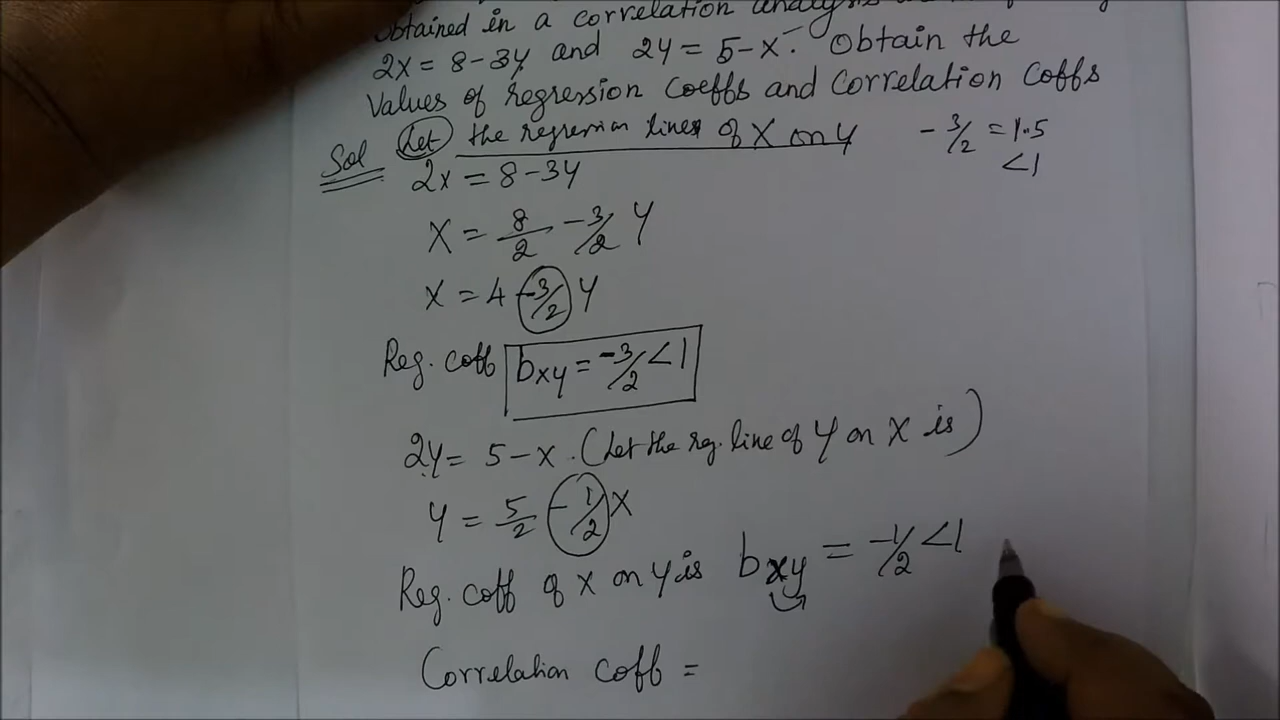 obtained in a correlation analysis
2x = 8-3y and 2y = 5-x. Obtain the
Values of regression Coeffs and Correlation Coffs
Sol Let the regression lines of X on Y
-3/2 = 1.5
<1
2x = 8-3y
X = 8/2 - 3/2 Y
X = 4 -3/2 Y
Reg. coff bxy = -3/2 <1
2y = 5-x. (Let the reg. line of Y on X is)
Y = 5/2 - 1/2 X
Reg. coff of X on Y is bxy = -1/2 <1
Correlation coff =